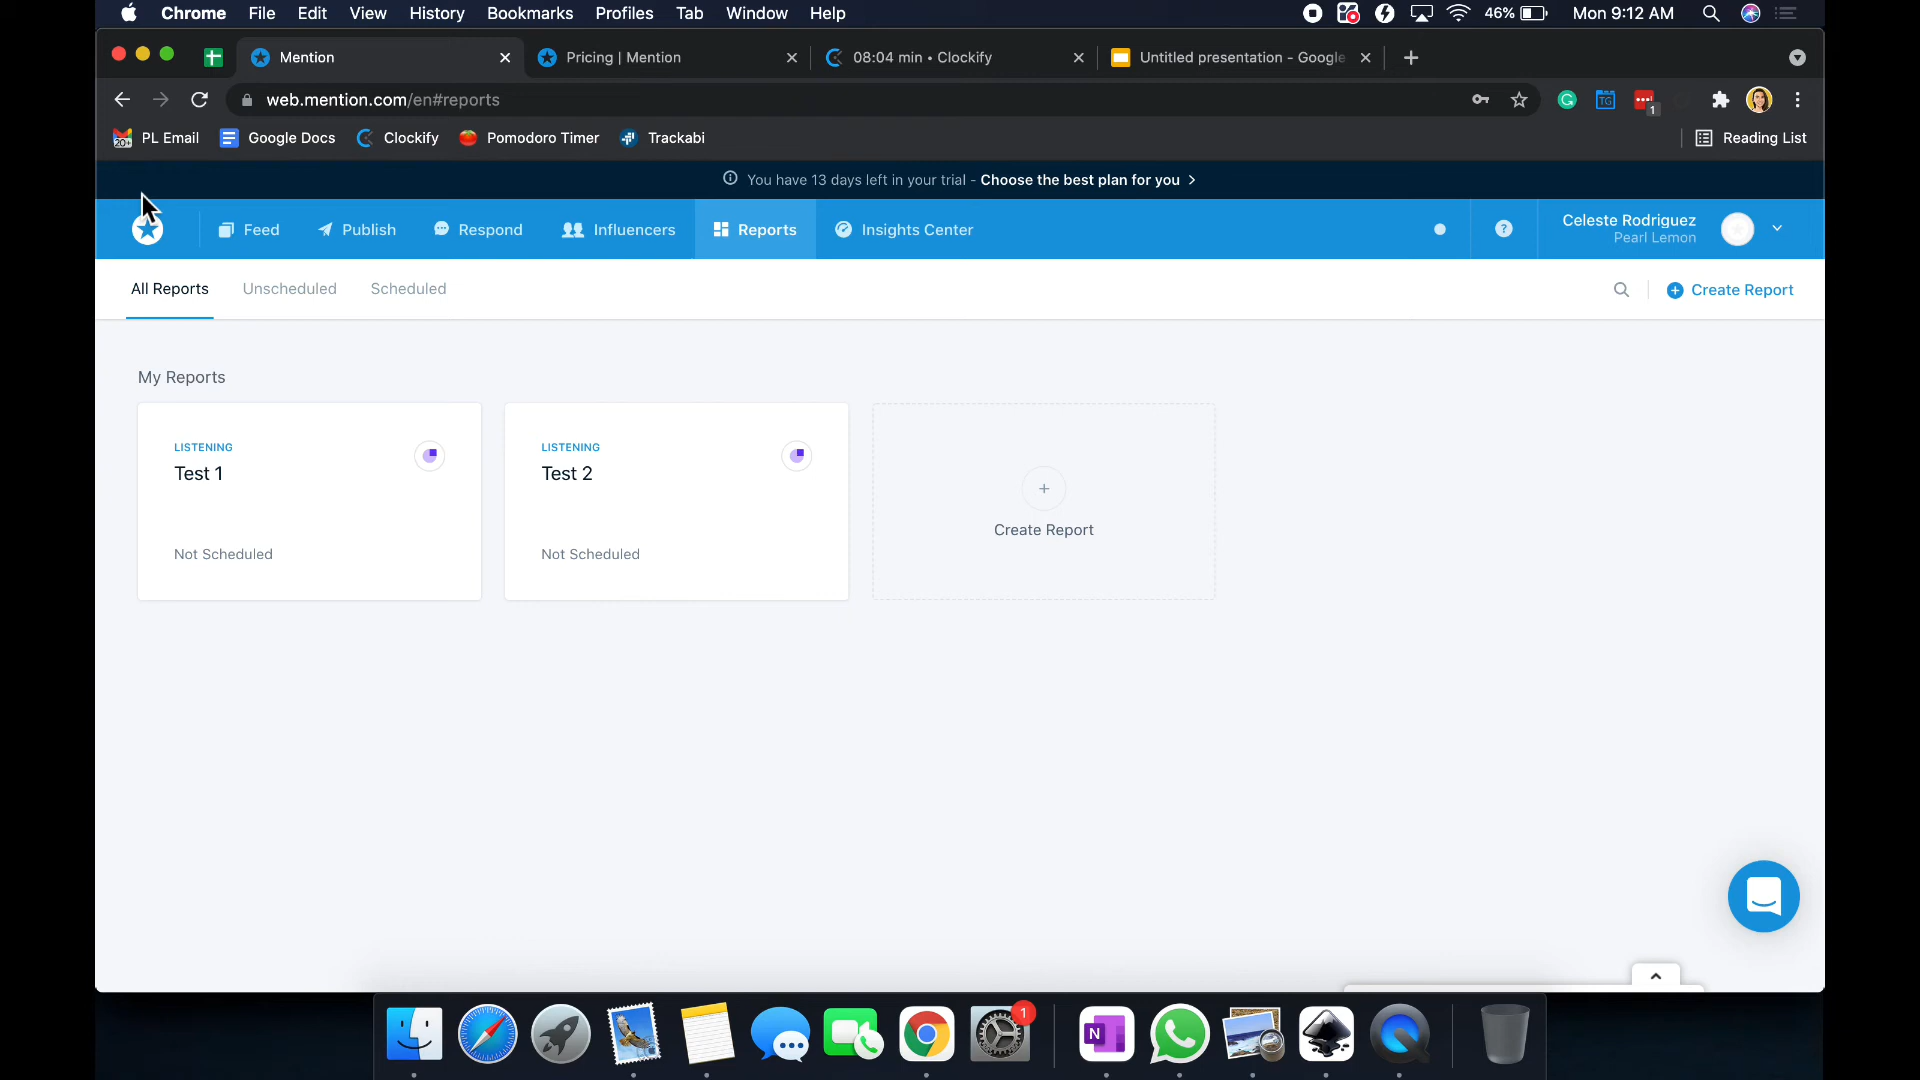 Chrome File Edit View History Bookmarks Profiles Tab Window Help 46% Mon 9:12 AM
Mention Pricing | Mention 08:04 min • Clockify Untitled presentation - Google
web.mention.com/en#reports TG 1
20+ PL Email Google Docs Clockify Pomodoro Timer Trackabi Reading List
You have 13 days left in your trial - Choose the best plan for you >
Feed Publish Respond Influencers Reports Insights Center ? Celeste Rodriguez
Pearl Lemon
All Reports Unscheduled Scheduled Create Report
My Reports
LISTENING
Test 1
Not Scheduled
LISTENING
Test 2
Not Scheduled
Create Report
1
N